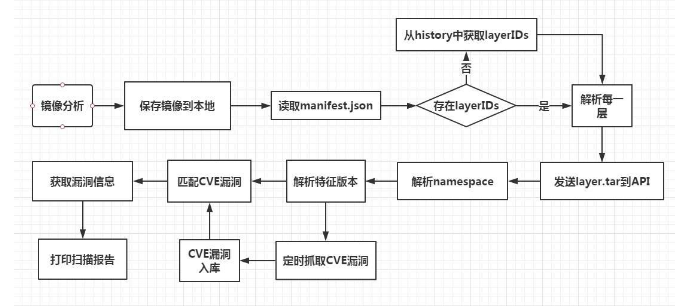 从history中获取layerIDs
否
镜像分析
保存镜像到本地
读取manifest.json
存在layerIDs
是
解析每一
层
获取漏洞信息
匹配CVE漏洞
解析特征版本
解析namespace
发送layer.tar到API
打印扫描报告
CVE漏洞
入库
定时抓取CVE漏洞